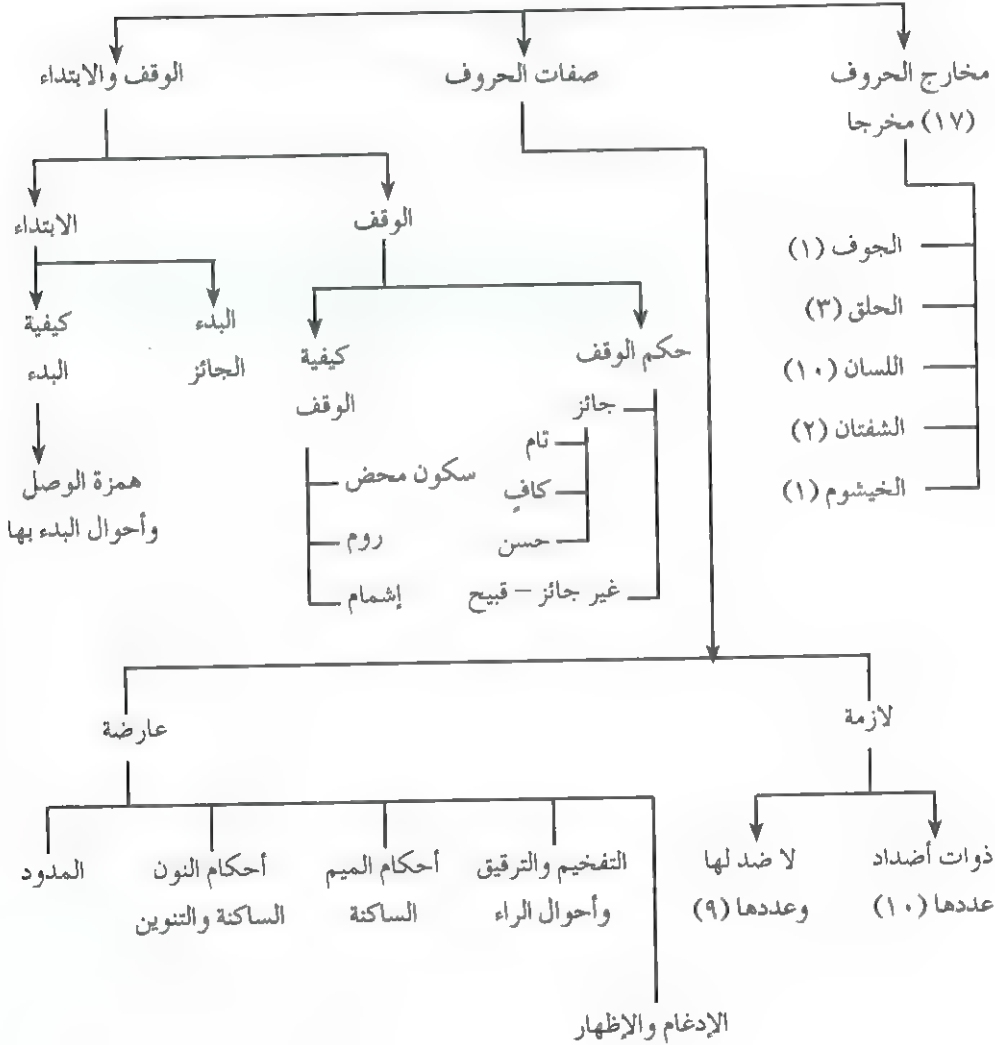 مخارج الحروف
(١٧) مخرجا
الجوف (١)
الحلق (٣)
اللسان (١٠)
الشفتان (٢)
الخيشوم (١)
صفات الحروف
الوقف والابتداء
الوقف
حكم الوقف
جائز
تام
كافٍ
حسن
غير جائز – قبيح
كيفية
الوقف
سكون محض
روم
إشمام
الابتداء
البدء
الجائز
كيفية
البدء
همزة الوصل
وأحوال البدء بها
لازمة
ذوات أضداد
عددها (١٠)
لا ضد لها
وعددها (٩)
عارضة
الإدغام والإظهار
التفخيم والترقيق
وأحوال الراء
أحكام الميم
الساكنة
أحكام النون
الساكنة والتنوين
المدود